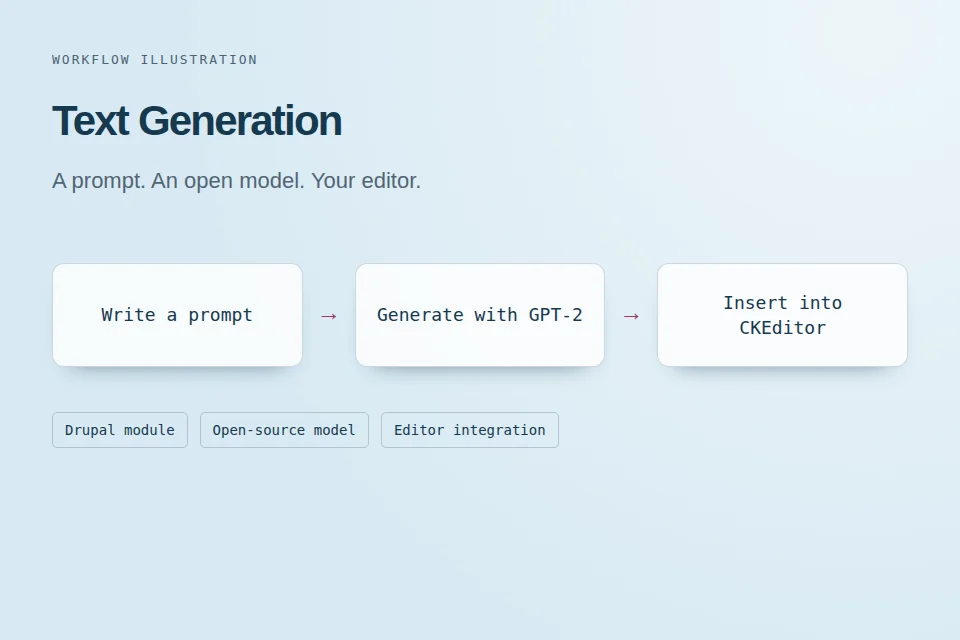 WORKFLOW ILLUSTRATION
Text Generation
A prompt. An open model. Your editor.
Write a prompt
→
Generate with GPT-2
→
Insert into
CKEditor
Drupal module
Open-source model
Editor integration